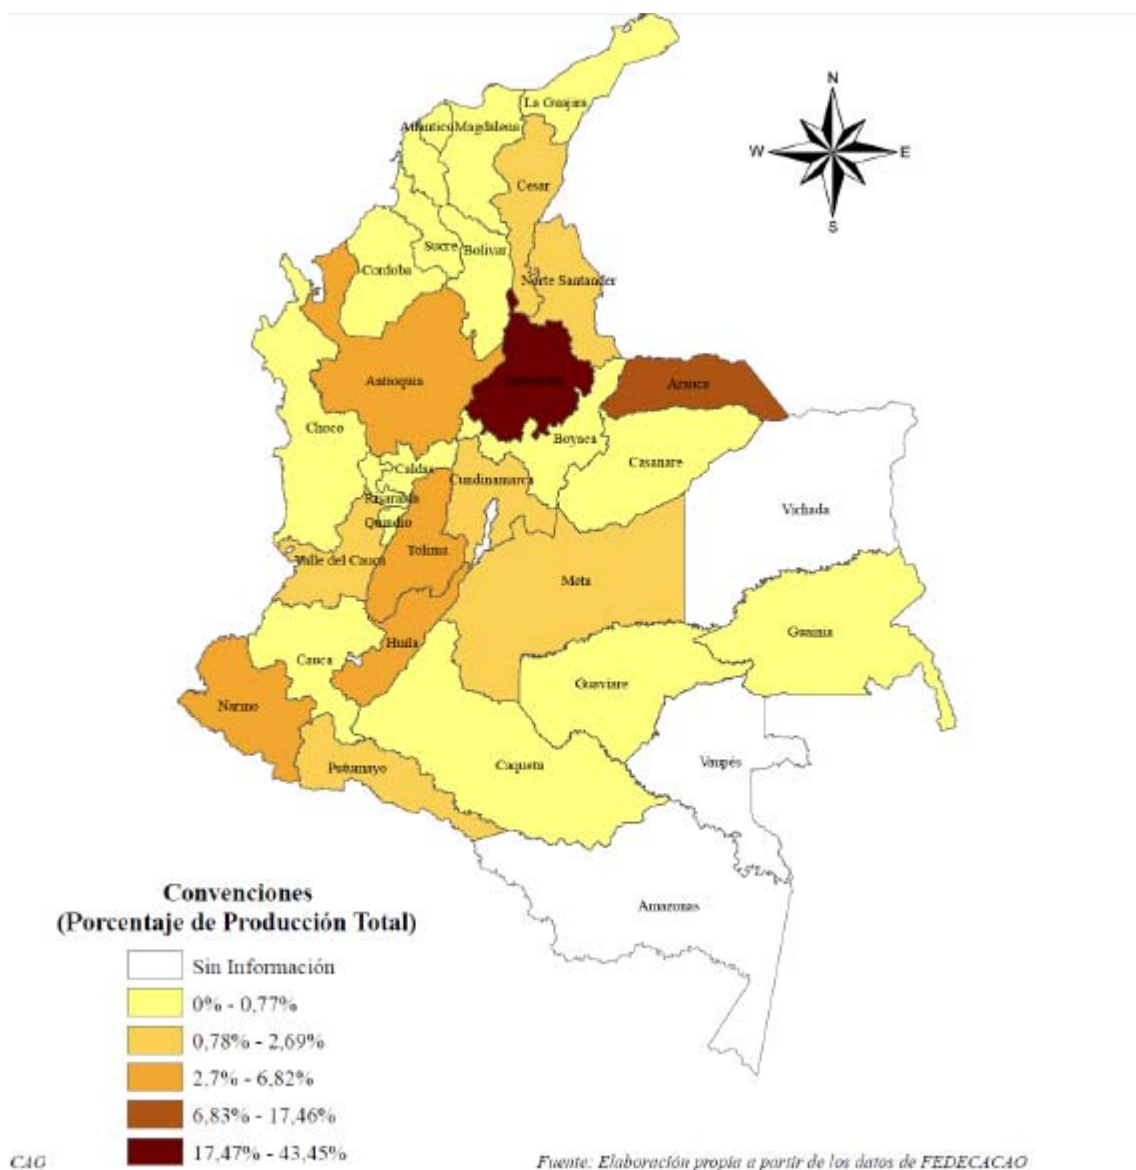 N
W
E
S
La Guajira
Atlantico
Magdalena
Cesar
Sucre
Bolivar
Cordoba
Norte Santander
Antioquia
Arauca
Choco
Boyaca
Casanare
Caldas
Cundinamarca
Risaralda
Quindio
Vichada
Valle del Cauca
Tolima
Meta
Guainia
Huila
Cauca
Guaviare
Narino
Putumayo
Caqueta
Vaupés
Amazonas
Convenciones
(Porcentaje de Producción Total)
Sin Información
0% - 0,77%
0,78% - 2,69%
2,7% - 6,82%
6,83% - 17,46%
17,47% - 43,45%
CAG
Fuente: Elaboración propia a partir de los datos de FEDECACAO